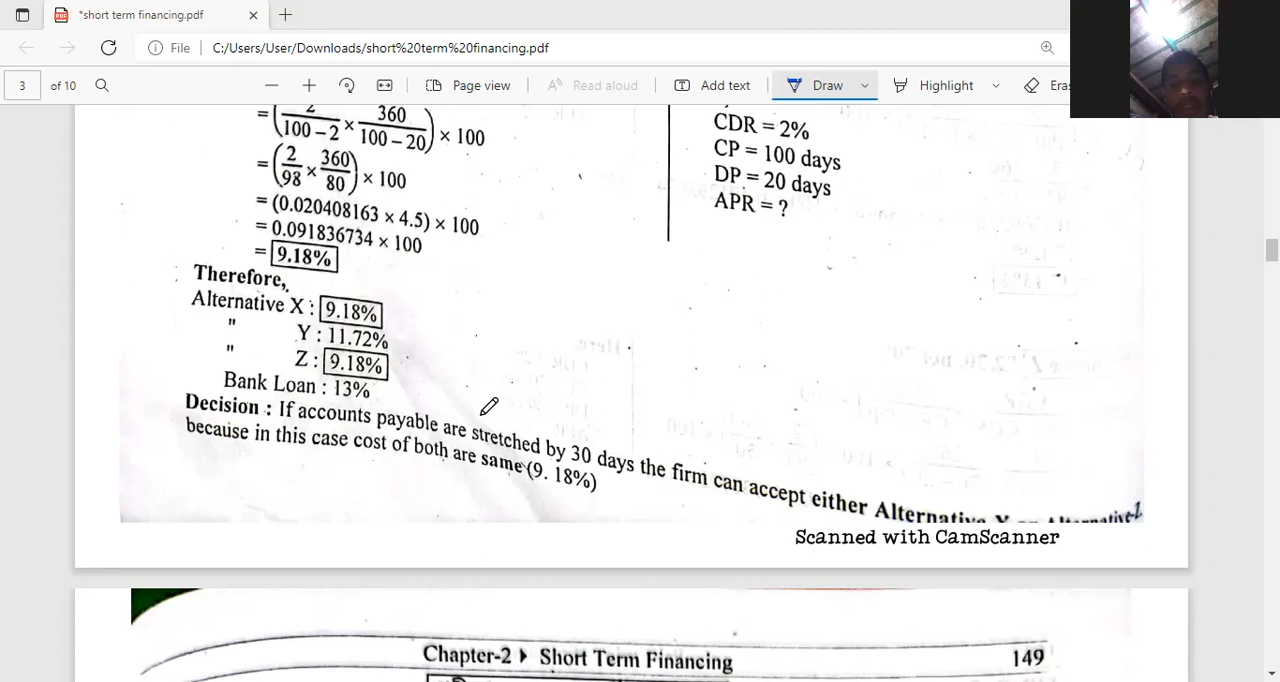 *short term financing.pdf
File
C:/Users/User/Downloads/short%20term%20financing.pdf
3 of 10
Page view
Read aloud
Add text
Draw
Highlight
= (2/(100 – 2) × 360/(100 – 20)) × 100
= (2/98 × 360/80) × 100
= (0.020408163 × 4.5) × 100
= 0.091836734 × 100
= 9.18%
CDR = 2%
CP = 100 days
DP = 20 days
APR = ?
Therefore,
Alternative X : 9.18%
" Y : 11.72%
" Z : 9.18%
Bank Loan : 13%
Decision : If accounts payable are stretched by 30 days the firm can accept either Alternative
because in this case cost of both are same (9. 18%)
Scanned with CamScanner
Chapter-2 Short Term Financing 149